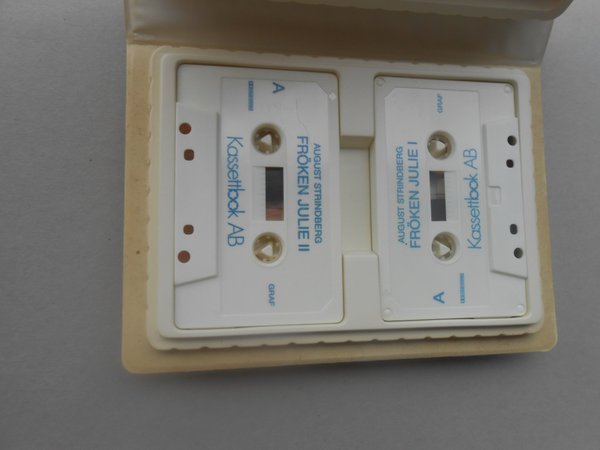 A
AUGUST STRINDBERG
FRÖKEN JULIE II
Kassettbok AB
GRAF
GRAF
AUGUST STRINDBERG
FRÖKEN JULIE I
Kassettbok AB
A